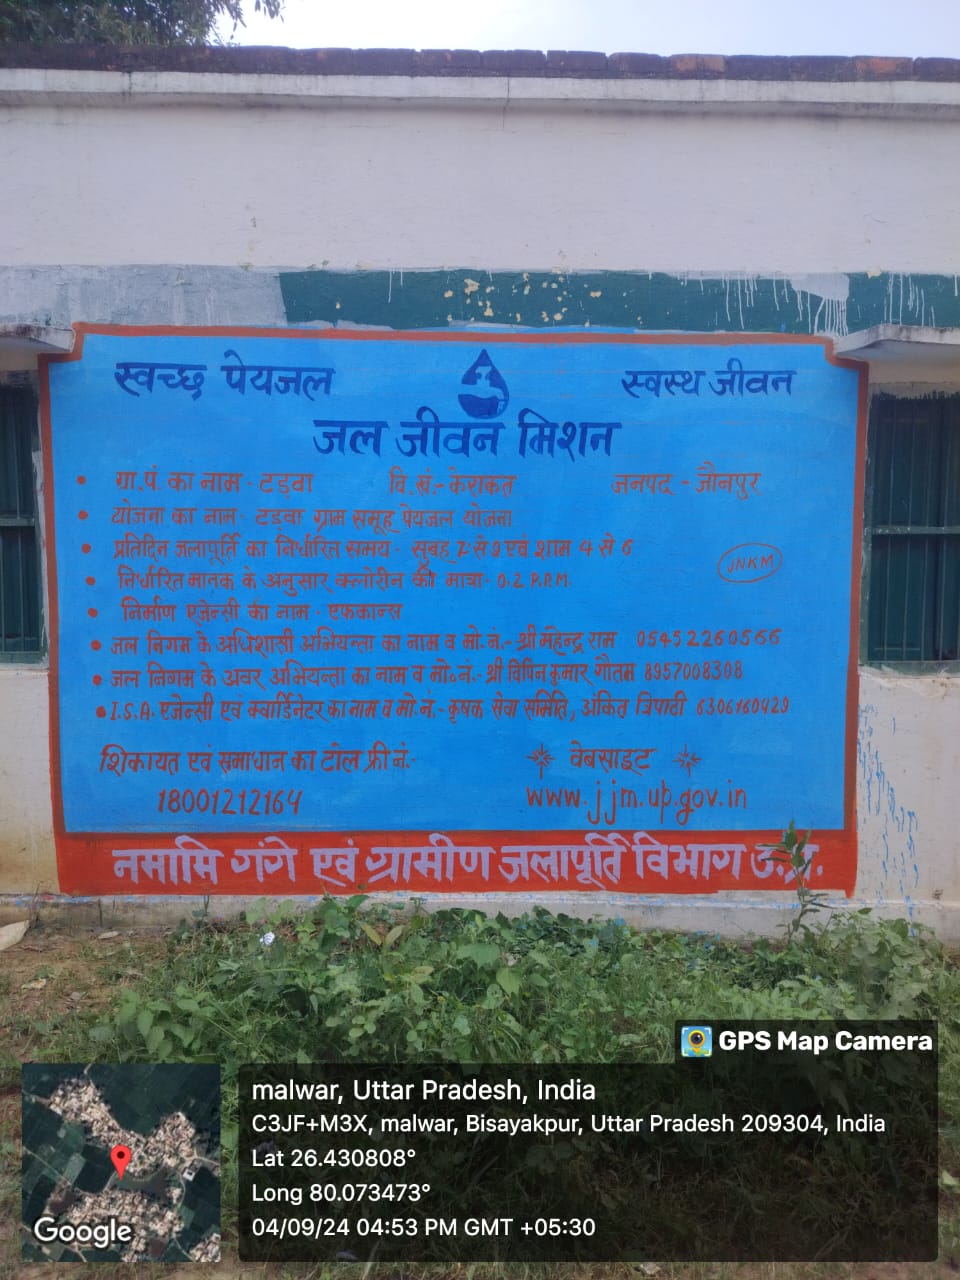 स्वच्छ पेयजल स्वस्थ जीवन
जल जीवन मिशन
• ग्रा.पं. का नाम - टड़वा वि.खं.- केराकत जनपद - जौनपुर
• योजना का नाम - टड़वा ग्राम समूह पेयजल योजना
• प्रतिदिन जलापूर्ति का निर्धारित समय - सुबह 7 से 9 एवं शाम 4 से 6
JNKM
• निर्धारित मानक के अनुसार क्लोरीन की मात्रा - 0.2 P.P.M.
• निर्माण एजेन्सी का नाम - एफकान्स
• जल निगम के अधिशासी अभियन्ता का नाम व मो.नं.- श्री महेन्द्र राम 05452260566
• जल निगम के अवर अभियन्ता का नाम व मो०नं.- श्री विपिन कुमार गौतम 8957008308
• I.S.A. एजेन्सी एवं क्वार्डिनेटर का नाम व मो.नं.- कृषक सेवा समिति, अंकित त्रिपाठी 6306160429
शिकायत एवं समाधान का टोल फ्री नं.- वेबसाइट
18001212164 www.jjm.up.gov.in
नमामि गंगे एवं ग्रामीण जलापूर्ति विभाग उ.प्र.
GPS Map Camera
malwar, Uttar Pradesh, India
C3JF+M3X, malwar, Bisayakpur, Uttar Pradesh 209304, India
Lat 26.430808°
Long 80.073473°
04/09/24 04:53 PM GMT +05:30
Google